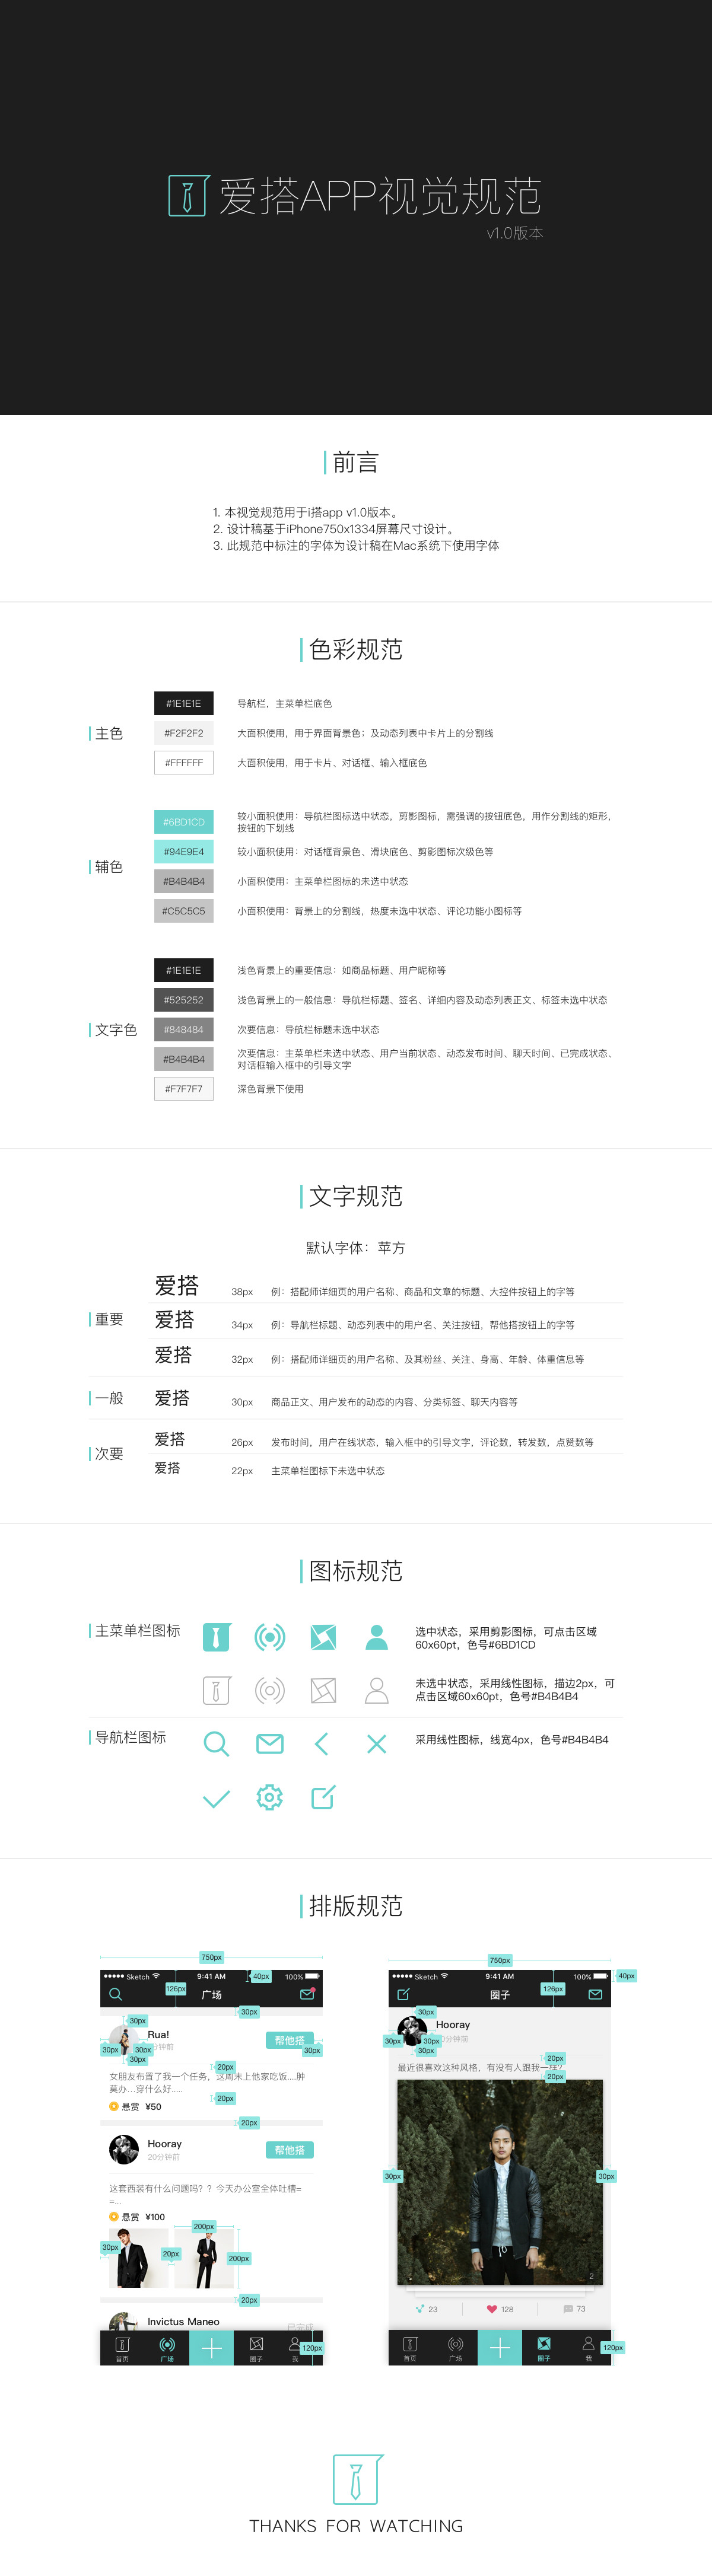 爱搭APP视觉规范
v1.0版本
前言
1. 本视觉规范用于i搭app v1.0版本。
2. 设计稿基于iPhone750x1334屏幕尺寸设计。
3. 此规范中标注的字体为设计稿在Mac系统下使用字体
色彩规范
主色
#1E1E1E 导航栏，主菜单栏底色
#F2F2F2 大面积使用，用于界面背景色；及动态列表中卡片上的分割线
#FFFFFF 大面积使用，用于卡片、对话框、输入框底色
辅色
#6BD1CD 较小面积使用：导航栏图标选中状态，剪影图标，需强调的按钮底色，用作分割线的矩形，
按钮的下划线
#94E9E4 较小面积使用：对话框背景色、滑块底色、剪影图标次级色等
#B4B4B4 小面积使用：主菜单栏图标的未选中状态
#C5C5C5 小面积使用：背景上的分割线，热度未选中状态、评论功能小图标等
文字色
#1E1E1E 浅色背景上的重要信息：如商品标题、用户昵称等
#525252 浅色背景上的一般信息：导航栏标题、签名、详细内容及动态列表正文、标签未选中状态
#848484 次要信息：导航栏标题未选中状态
#B4B4B4 次要信息：主菜单栏未选中状态、用户当前状态、动态发布时间、聊天时间、已完成状态、
对话框输入框中的引导文字
#F7F7F7 深色背景下使用
文字规范
默认字体：苹方
重要
爱搭 38px 例：搭配师详细页的用户名称、商品和文章的标题、大控件按钮上的字等
爱搭 34px 例：导航栏标题、动态列表中的用户名、关注按钮，帮他搭按钮上的字等
爱搭 32px 例：搭配师详细页的用户名称、及其粉丝、关注、身高、年龄、体重信息等
一般
爱搭 30px 商品正文、用户发布的动态的内容、分类标签、聊天内容等
次要
爱搭 26px 发布时间，用户在线状态，输入框中的引导文字，评论数，转发数，点赞数等
爱搭 22px 主菜单栏图标下未选中状态
图标规范
主菜单栏图标
选中状态，采用剪影图标，可点击区域
60x60pt，色号#6BD1CD
未选中状态，采用线性图标，描边2px，可
点击区域60x60pt，色号#B4B4B4
导航栏图标
采用线性图标，线宽4px，色号#B4B4B4
排版规范
750px
Sketch 9:41 AM 40px 100%
126px
广场
30px
30px
Rua!
帮他搭
分钟前
30px 30px 30px
30px
20px
女朋友布置了我一个任务，这周末上他家吃饭....肿
莫办...穿什么好.....
20px
悬赏 ¥50
20px
Hooray
20分钟前
帮他搭
这套西装有什么问题吗？？今天办公室全体吐槽=
=...
悬赏 ¥100
200px
30px
20px
200px
20px
Invictus Maneo
已完成
120px
首页 广场 圈子 我
750px
Sketch 9:41 AM 100% 40px
126px
圈子
30px
Hooray
30px 30px
0分钟前
30px
20px
最近很喜欢这种风格，有没有人跟我一样？
20px
30px 30px
2
23 128 73
120px
首页 广场 圈子 我
THANKS FOR WATCHING